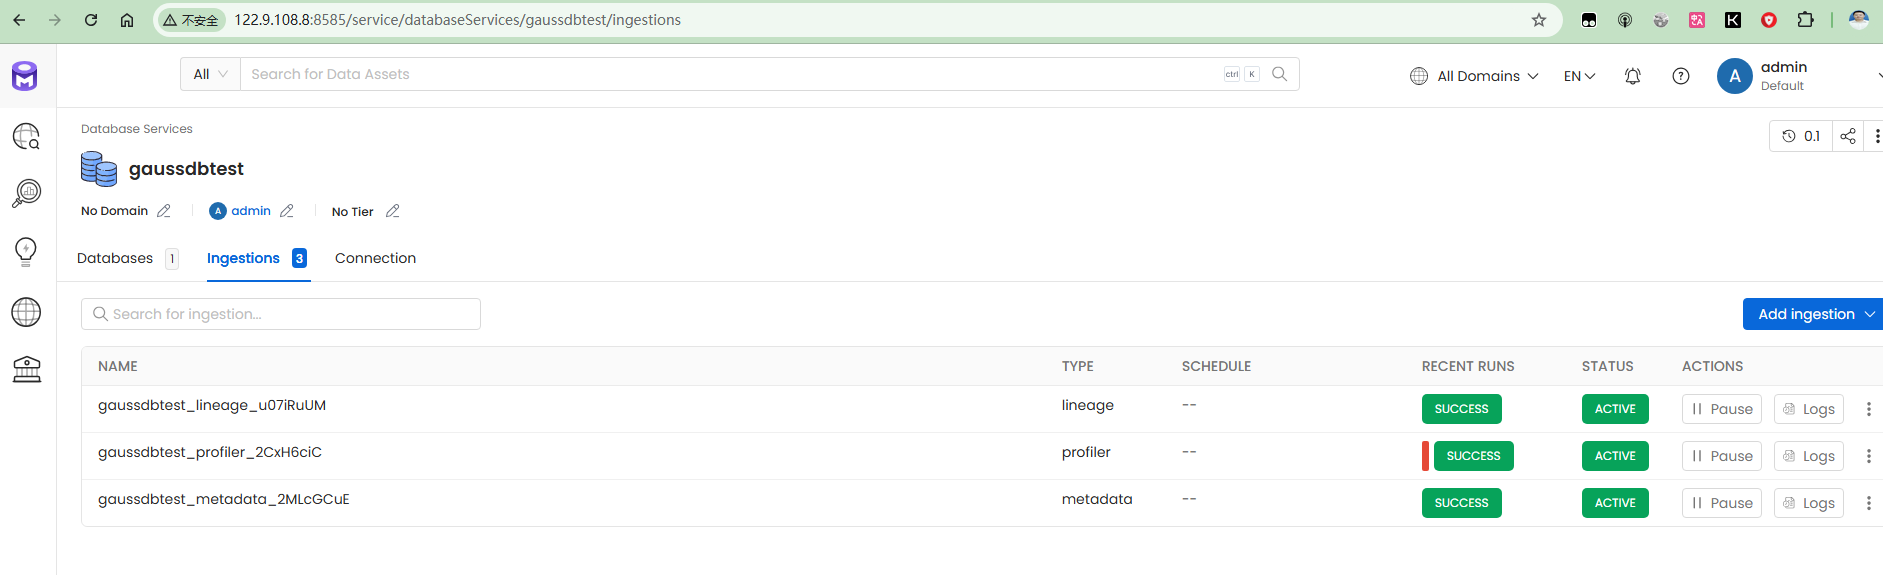 不安全 122.9.108.8:8585/service/databaseServices/gaussdbtest/ingestions
All Search for Data Assets ctrl K All Domains EN admin
A Default
Database Services
0.1
gaussdbtest
No Domain A admin No Tier
Databases 1 Ingestions 3 Connection
Search for ingestion... Add ingestion
NAME TYPE SCHEDULE RECENT RUNS STATUS ACTIONS
gaussdbtest_lineage_u07iRuUM lineage -- SUCCESS ACTIVE Pause Logs
gaussdbtest_profiler_2CxH6ciC profiler -- SUCCESS ACTIVE Pause Logs
gaussdbtest_metadata_2MLcGCuE metadata -- SUCCESS ACTIVE Pause Logs